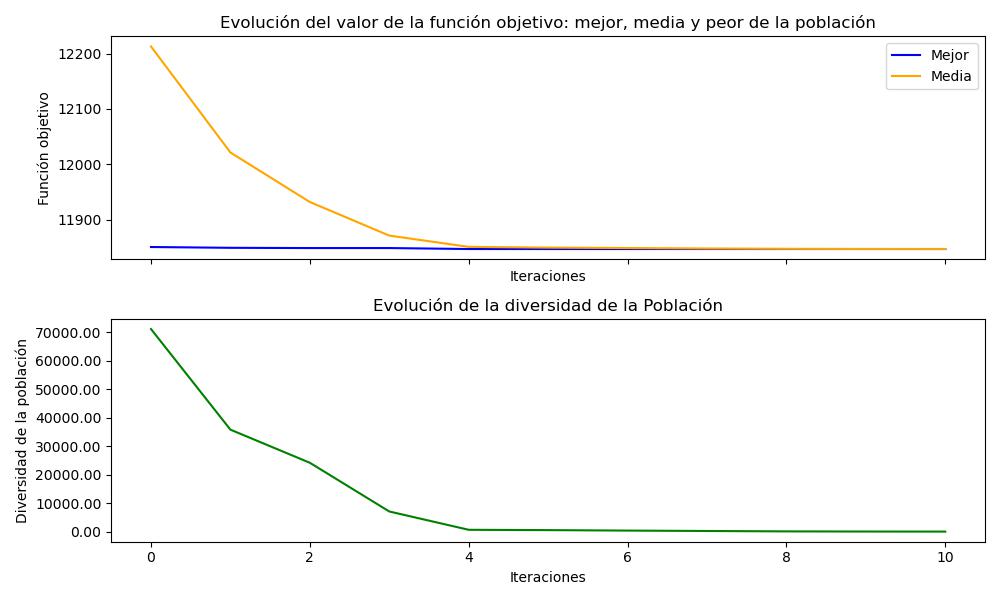 Evolución del valor de la función objetivo: mejor, media y peor de la población
12200
12100
12000
11900
Función objetivo
Mejor
Media
Iteraciones
Evolución de la diversidad de la Población
70000.00
60000.00
50000.00
40000.00
30000.00
20000.00
10000.00
0.00
Diversidad de la población
0 2 4 6 8 10
Iteraciones